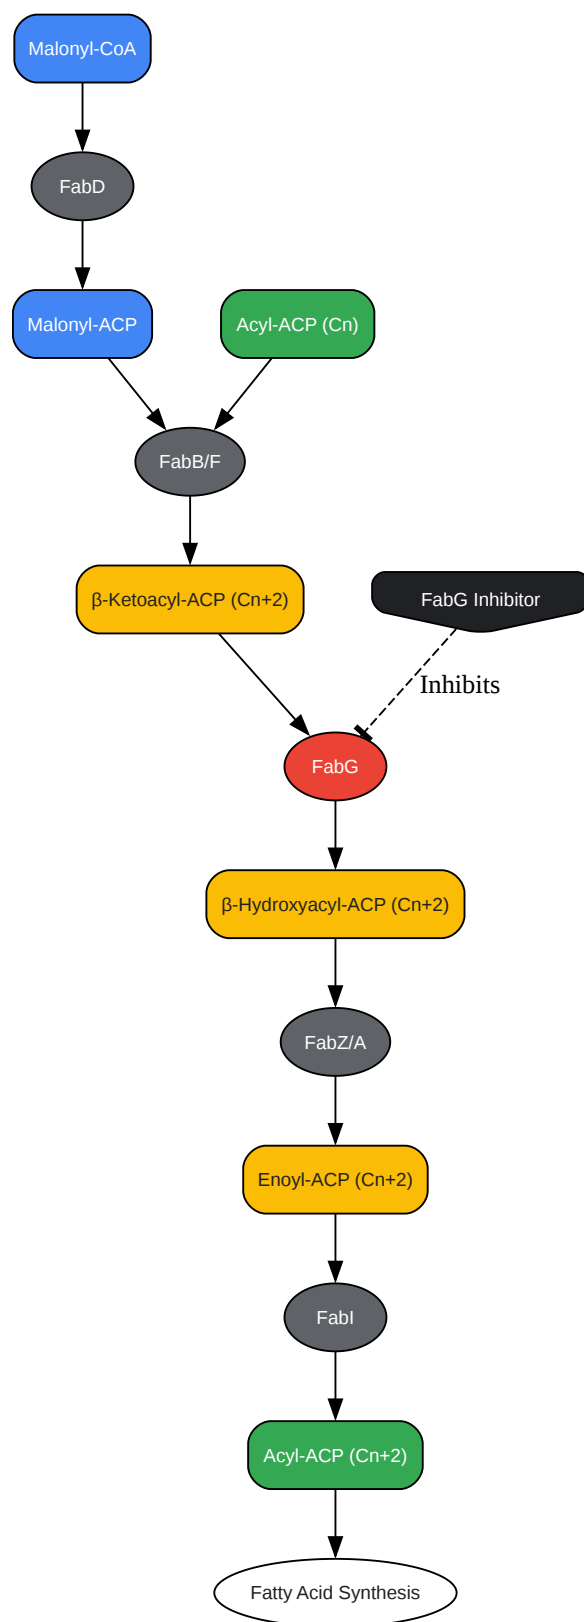 Malonyl-CoA
FabD
Malonyl-ACP
Acyl-ACP (Cn)
FabB/F
β-Ketoacyl-ACP (Cn+2)
FabG Inhibitor
Inhibits
FabG
β-Hydroxyacyl-ACP (Cn+2)
FabZ/A
Enoyl-ACP (Cn+2)
FabI
Acyl-ACP (Cn+2)
Fatty Acid Synthesis